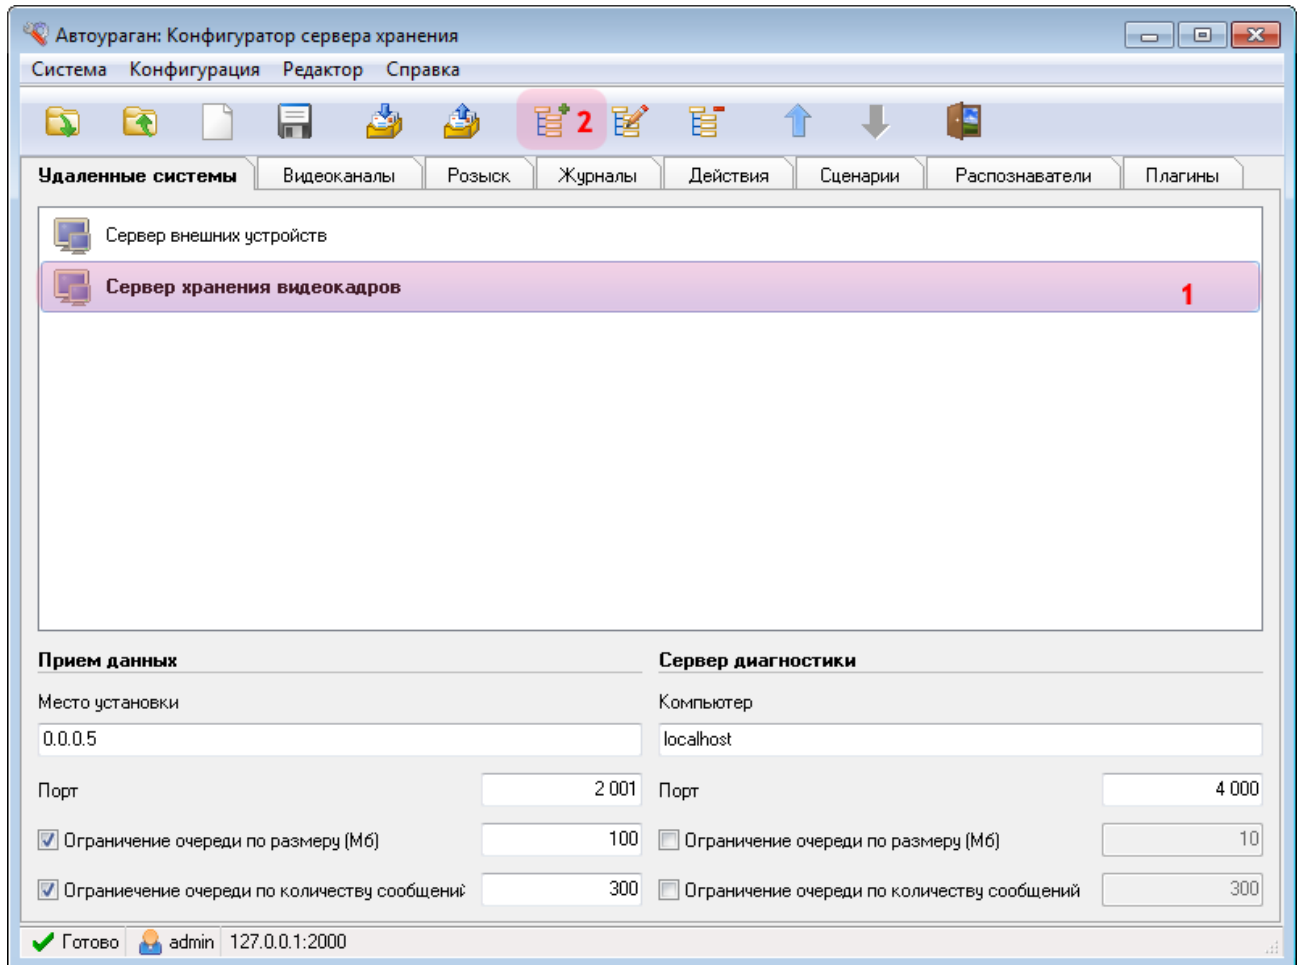 Автоураган: Конфигуратор сервера хранения
Система Конфигурация Редактор Справка
2
Удаленные системы Видеоканалы Розыск Журналы Действия Сценарии Распознаватели Плагины
Сервер внешних устройств
Сервер хранения видеокадров 1
Прием данных Сервер диагностики
Место установки Компьютер
0.0.0.5 localhost
Порт 2 001 Порт 4 000
Ограничение очереди по размеру (Мб) 100 Ограничение очереди по размеру (Мб) 10
Ограниечение очереди по количеству сообщений 300 Ограничение очереди по количеству сообщений 300
Готово admin 127.0.0.1:2000